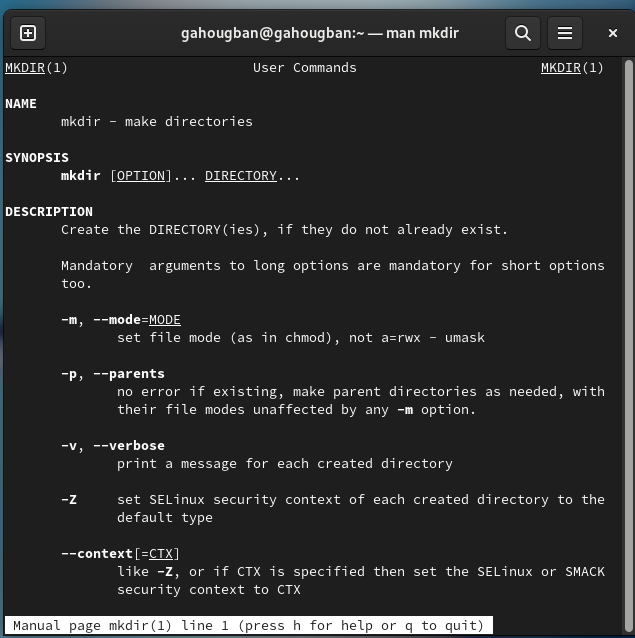 gahougban@gahougban:~ — man mkdir
MKDIR(1) User Commands MKDIR(1)
NAME
mkdir - make directories
SYNOPSIS
mkdir [OPTION]... DIRECTORY...
DESCRIPTION
Create the DIRECTORY(ies), if they do not already exist.
Mandatory arguments to long options are mandatory for short options
too.
-m, --mode=MODE
set file mode (as in chmod), not a=rwx - umask
-p, --parents
no error if existing, make parent directories as needed, with
their file modes unaffected by any -m option.
-v, --verbose
print a message for each created directory
-Z set SELinux security context of each created directory to the
default type
--context[=CTX]
like -Z, or if CTX is specified then set the SELinux or SMACK
security context to CTX
Manual page mkdir(1) line 1 (press h for help or q to quit)